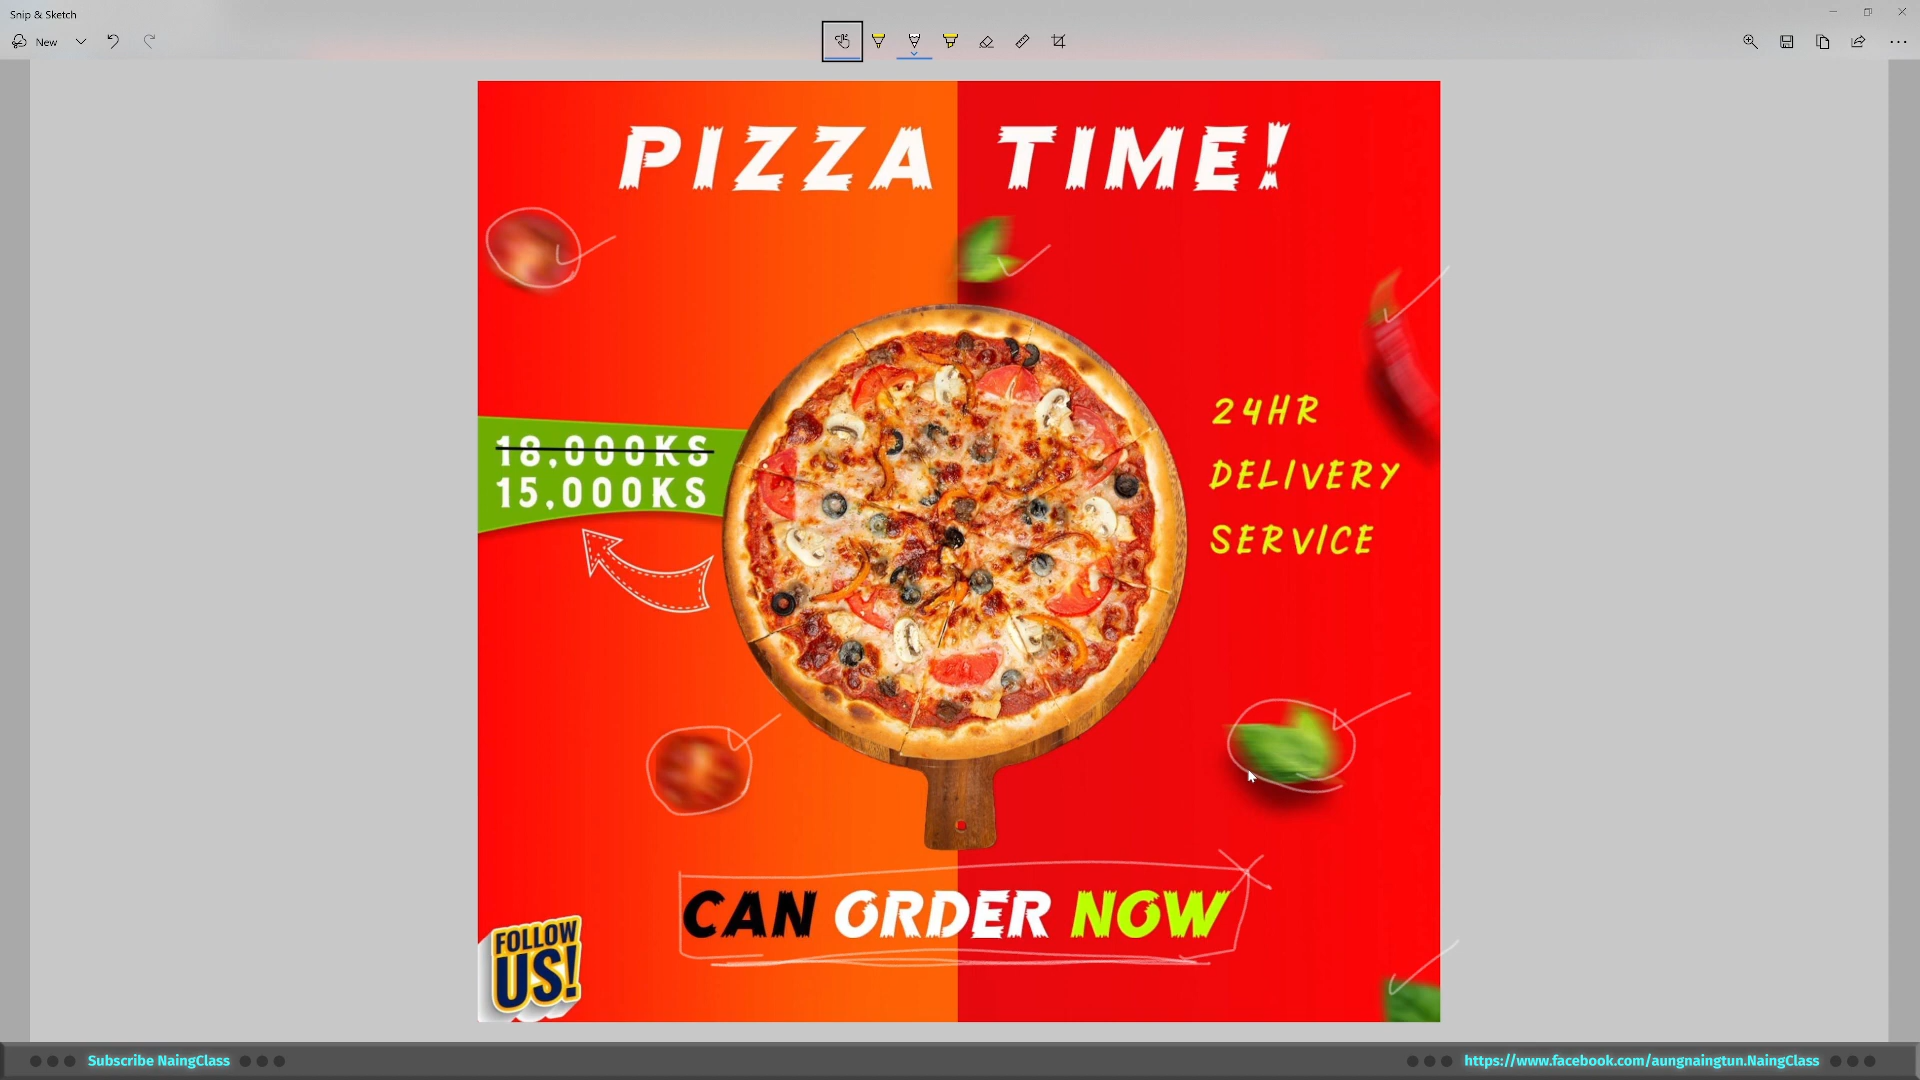 Snip & Sketch
New
PIZZA TIME!
18,000KS
15,000KS
24HR
DELIVERY
SERVICE
CAN ORDER NOW
FOLLOW
US!
Subscribe NaingClass
https://www.facebook.com/aungnaingtun.NaingClass